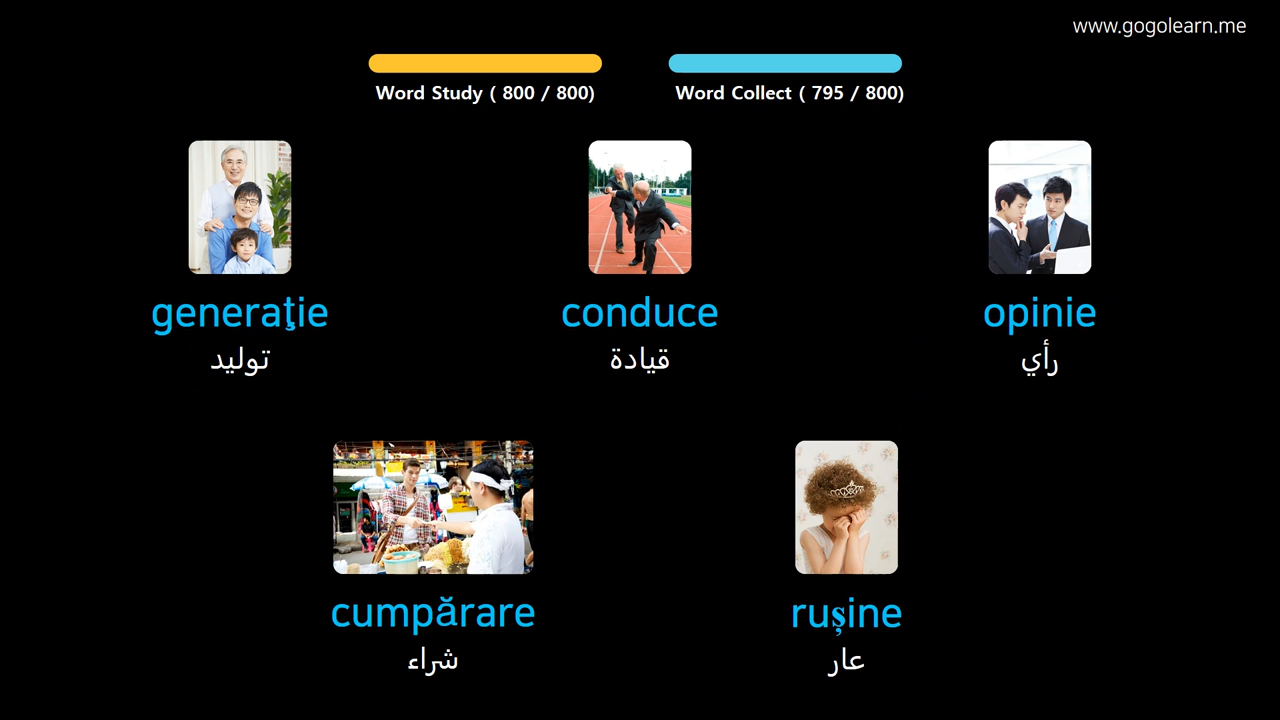 www.gogolearn.me
Word Study ( 800 / 800)
Word Collect ( 795 / 800)
generaţie
توليد
conduce
قيادة
opinie
رأي
cumpărare
شراء
rușine
عار